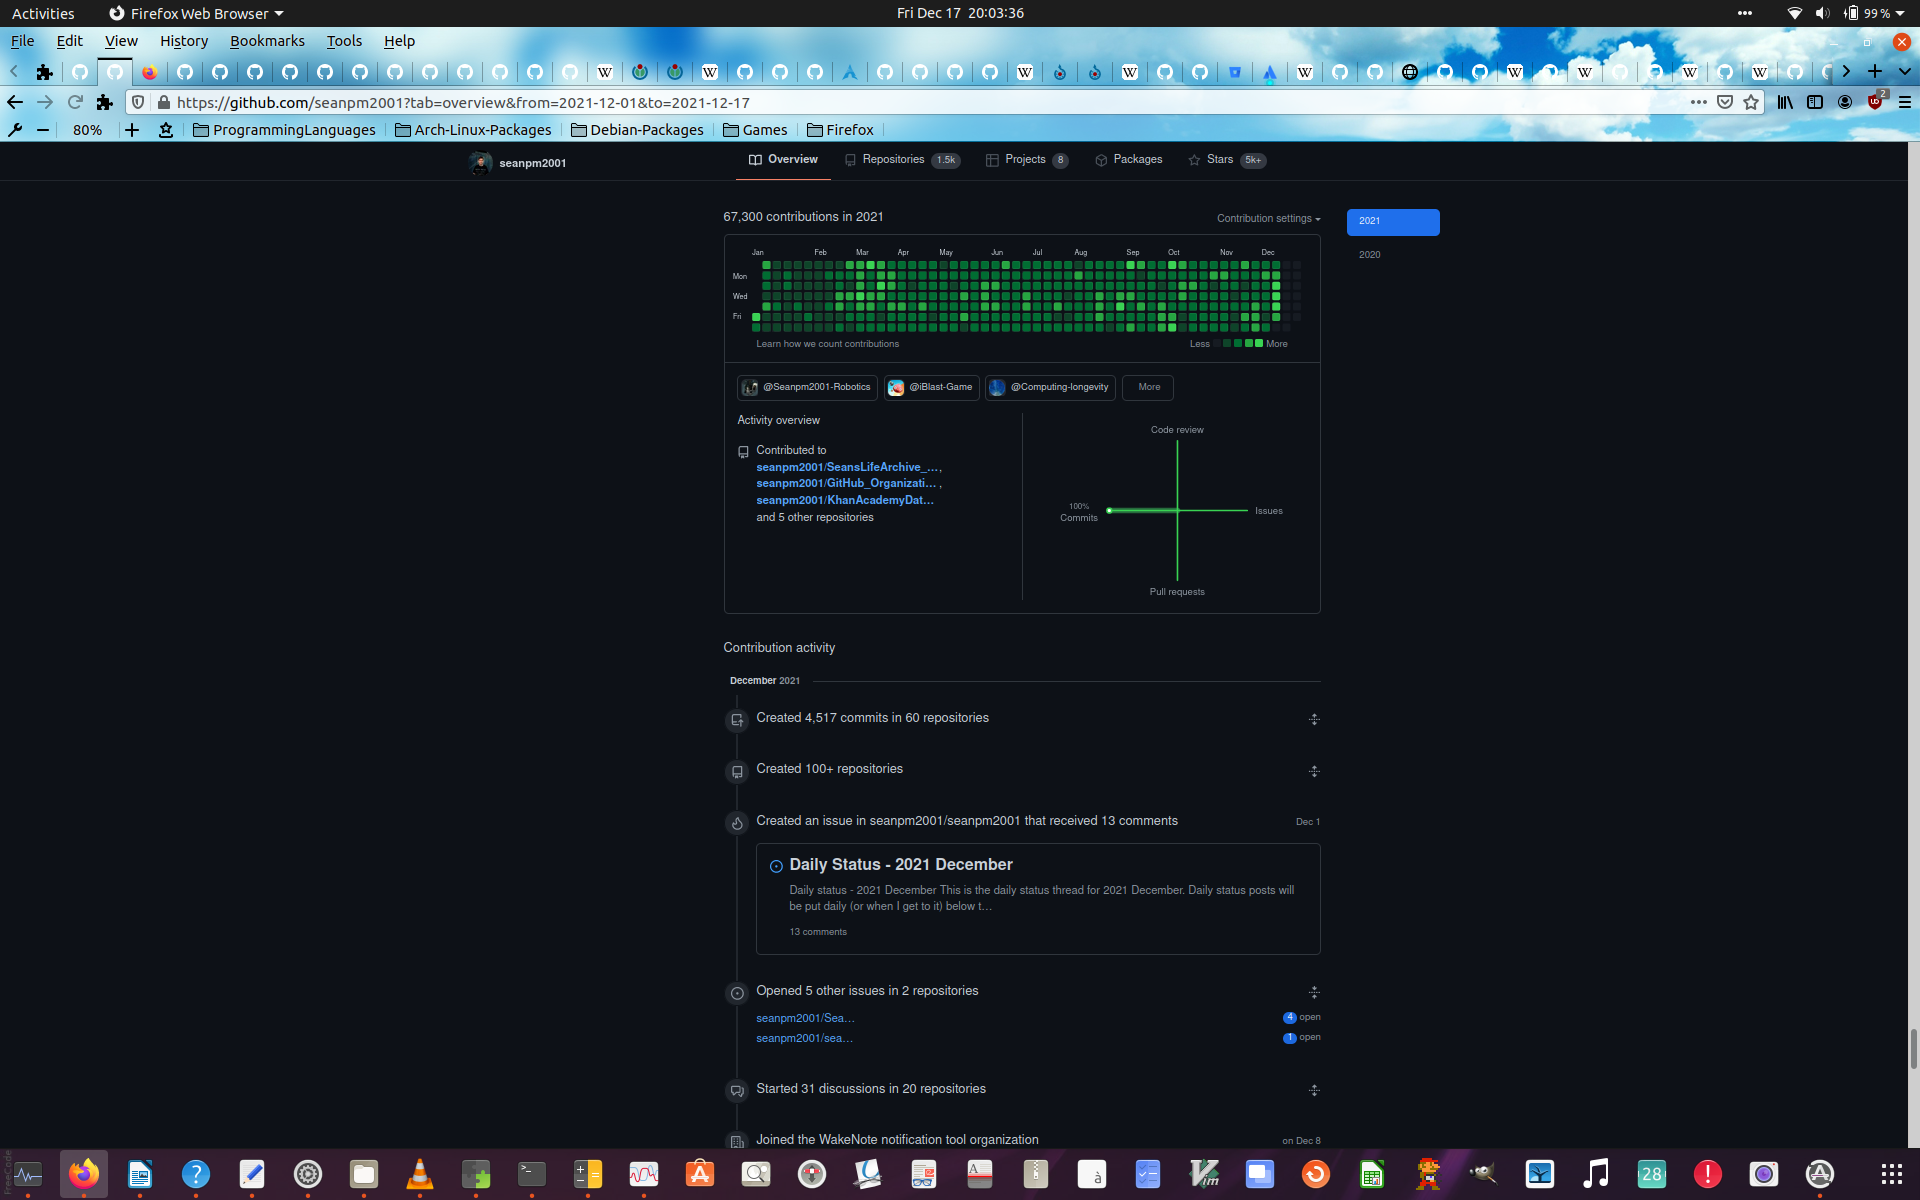 Activities Firefox Web Browser Fri Dec 17 20:03:36 99 %
File Edit View History Bookmarks Tools Help
https://github.com/seanpm2001?tab=overview&from=2021-12-01&to=2021-12-17 2
80% ProgrammingLanguages Arch-Linux-Packages Debian-Packages Games Firefox
seanpm2001 Overview Repositories 1.5k Projects 8 Packages Stars 5k+
67,300 contributions in 2021 Contribution settings 2021
2020
Jan Feb Mar Apr May Jun Jul Aug Sep Oct Nov Dec
Mon
Wed
Fri
Learn how we count contributions Less More
@Seanpm2001-Robotics @iBlast-Game @Computing-longevity More
Activity overview
Contributed to
seanpm2001/SeansLifeArchive_…,
seanpm2001/GitHub_Organizati… ,
seanpm2001/KhanAcademyDat…
and 5 other repositories
Code review
100%
Commits
Issues
Pull requests
Contribution activity
December 2021
Created 4,517 commits in 60 repositories
Created 100+ repositories
Created an issue in seanpm2001/seanpm2001 that received 13 comments Dec 1
Daily Status - 2021 December
Daily status - 2021 December This is the daily status thread for 2021 December. Daily status posts will
be put daily (or when I get to it) below t…
13 comments
Opened 5 other issues in 2 repositories
seanpm2001/Sea… 4 open
seanpm2001/sea… 1 open
Started 31 discussions in 20 repositories
Joined the WakeNote notification tool organization on Dec 8
FreeCode
28